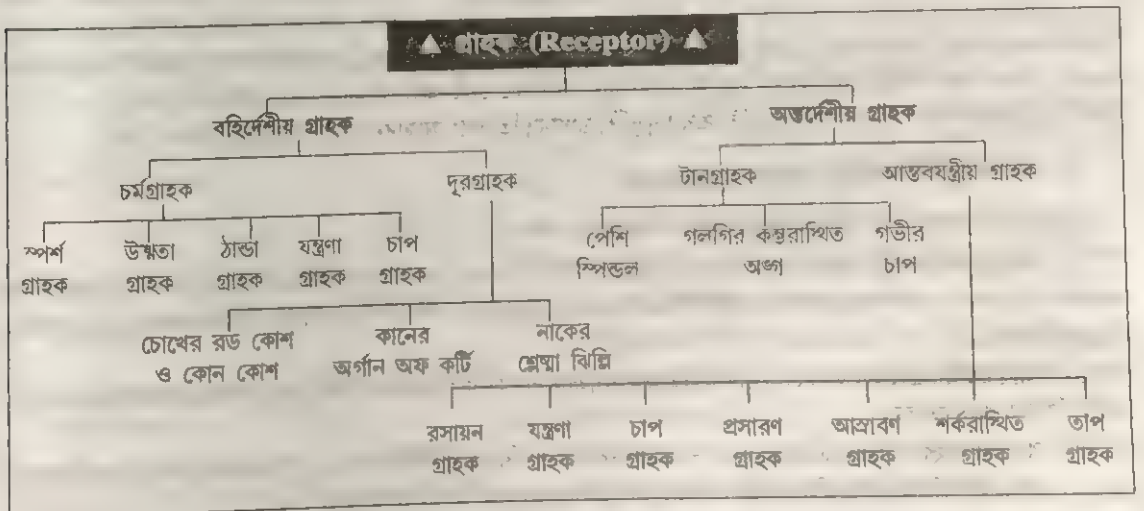 ▲ গ্রাহক (Receptor) ▲
বহির্দেশীয় গ্রাহক
অন্তর্দেশীয় গ্রাহক
চর্মগ্রাহক
দূরগ্রাহক
টানগ্রাহক
আন্তরযন্ত্রীয় গ্রাহক
স্পর্শ
গ্রাহক
উষ্ণতা
গ্রাহক
ঠান্ডা
গ্রাহক
যন্ত্রণা
গ্রাহক
চাপ
গ্রাহক
পেশি
স্পিন্ডল
গলগির কন্ডরাস্থিত
অঙ্গ
গভীর
চাপ
চোখের রড কোশ
ও কোন কোশ
কানের
অর্গান অফ কর্টি
নাকের
শ্লেষ্মা ঝিল্লি
রসায়ন
গ্রাহক
যন্ত্রণা
গ্রাহক
চাপ
গ্রাহক
প্রসারণ
গ্রাহক
আস্রাবণ
গ্রাহক
শর্করাস্থিত
গ্রাহক
তাপ
গ্রাহক